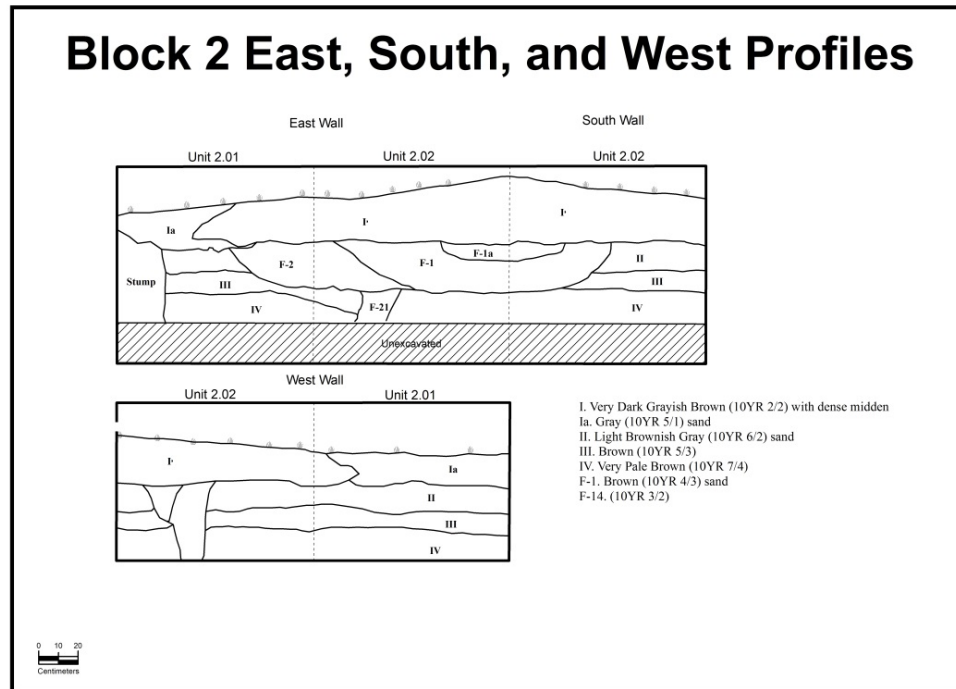 Block 2 East, South, and West Profiles
East Wall
South Wall
Unit 2.01
Unit 2.02
Unit 2.02
Ia
I'
I'
F-2
F-1
F-1a
II
Stump
III
III
IV
F-21
IV
Unexcavated
West Wall
Unit 2.02
Unit 2.01
I'
Ia
II
III
IV
I. Very Dark Grayish Brown (10YR 2/2) with dense midden
Ia. Gray (10YR 5/1) sand
II. Light Brownish Gray (10YR 6/2) sand
III. Brown (10YR 5/3)
IV. Very Pale Brown (10YR 7/4)
F-1. Brown (10YR 4/3) sand
F-14. (10YR 3/2)
0 10 20
Centimeters